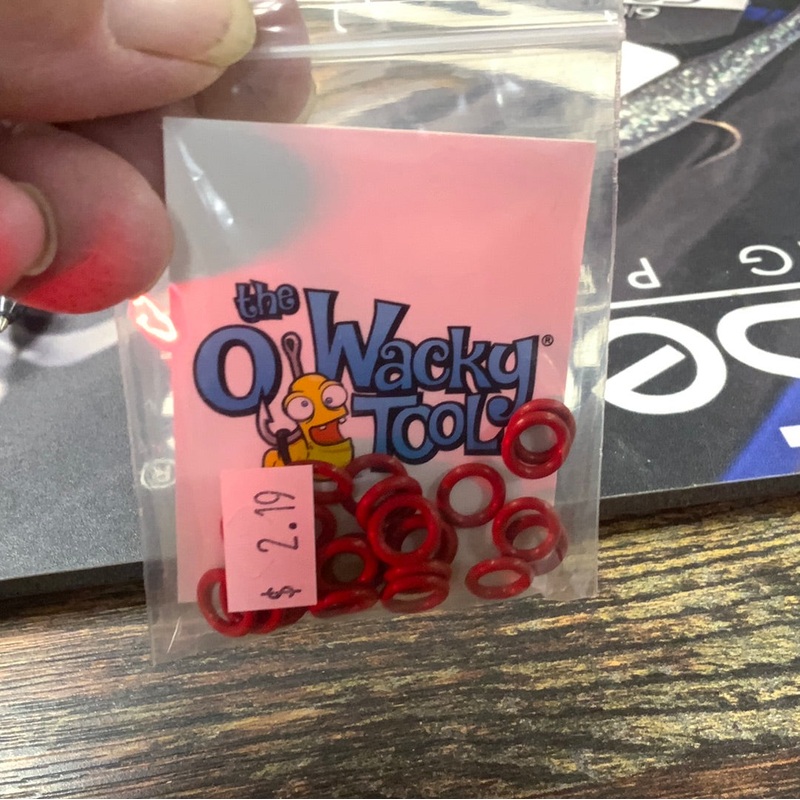 the
O Wacky®
Tool
$ 2.19
®